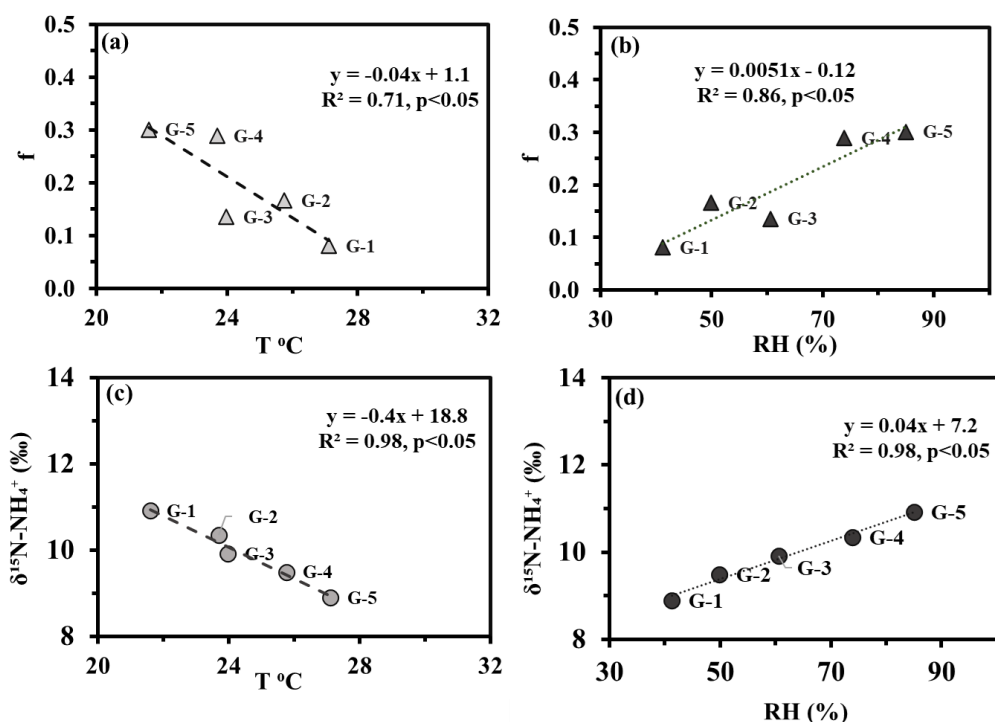 (a)
y = -0.04x + 1.1
R² = 0.71, p<0.05
0.5
0.4
0.3
0.2
0.1
0.0
f
G-5
G-4
G-2
G-3
G-1
20
24
28
32
T °C
(b)
y = 0.0051x - 0.12
R² = 0.86, p<0.05
0.5
0.4
0.3
0.2
0.1
0.0
f
G-4
G-5
G-2
G-3
G-1
30
50
70
90
RH (%)
(c)
y = -0.4x + 18.8
R² = 0.98, p<0.05
14
12
10
8
δ¹⁵N-NH₄⁺ (‰)
G-1
G-2
G-3
G-4
G-5
20
24
28
32
T °C
(d)
y = 0.04x + 7.2
R² = 0.98, p<0.05
14
12
10
8
δ¹⁵N-NH₄⁺ (‰)
G-5
G-4
G-3
G-2
G-1
30
50
70
90
RH (%)